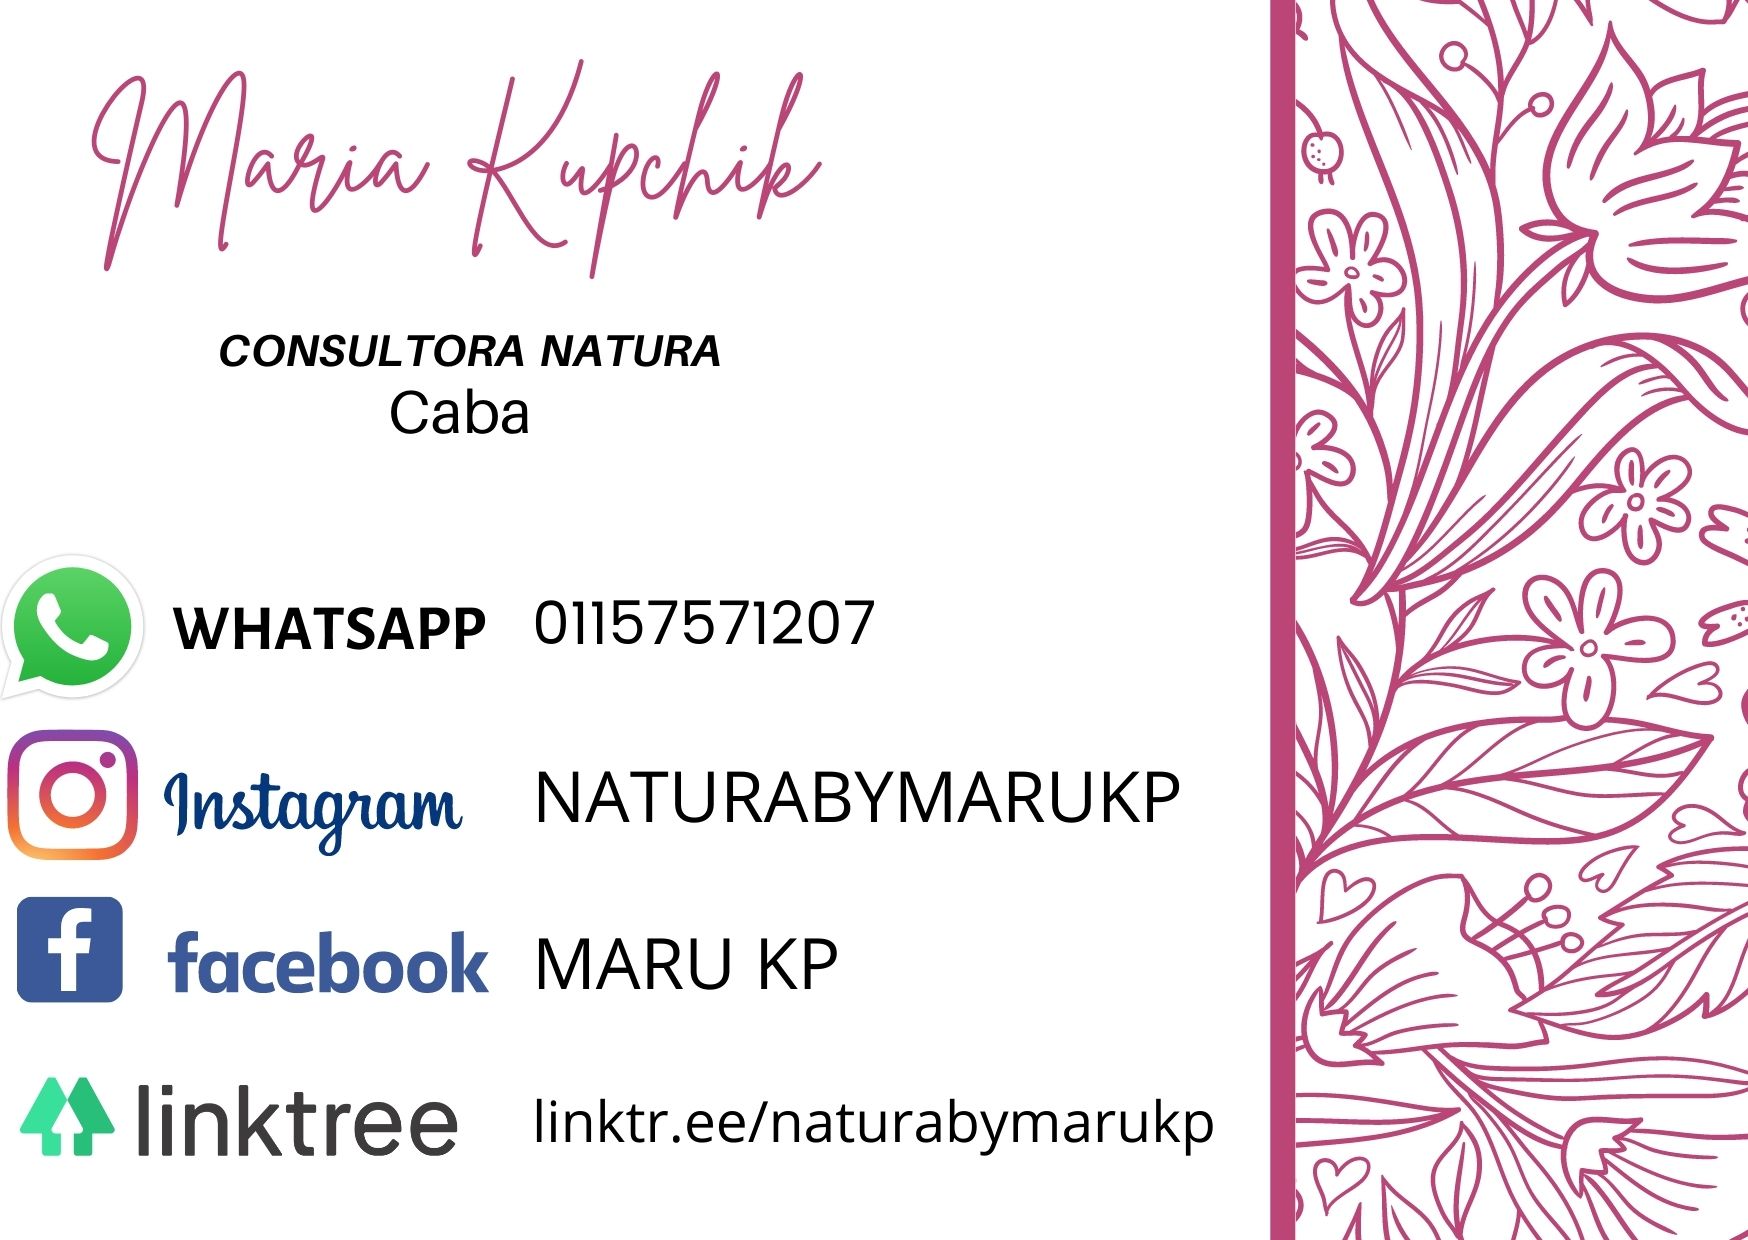 Maria Kupchik
CONSULTORA NATURA
Caba
WHATSAPP 01157571207
Instagram NATURABYMARUKP
facebook MARU KP
linktree linktr.ee/naturabymarukp